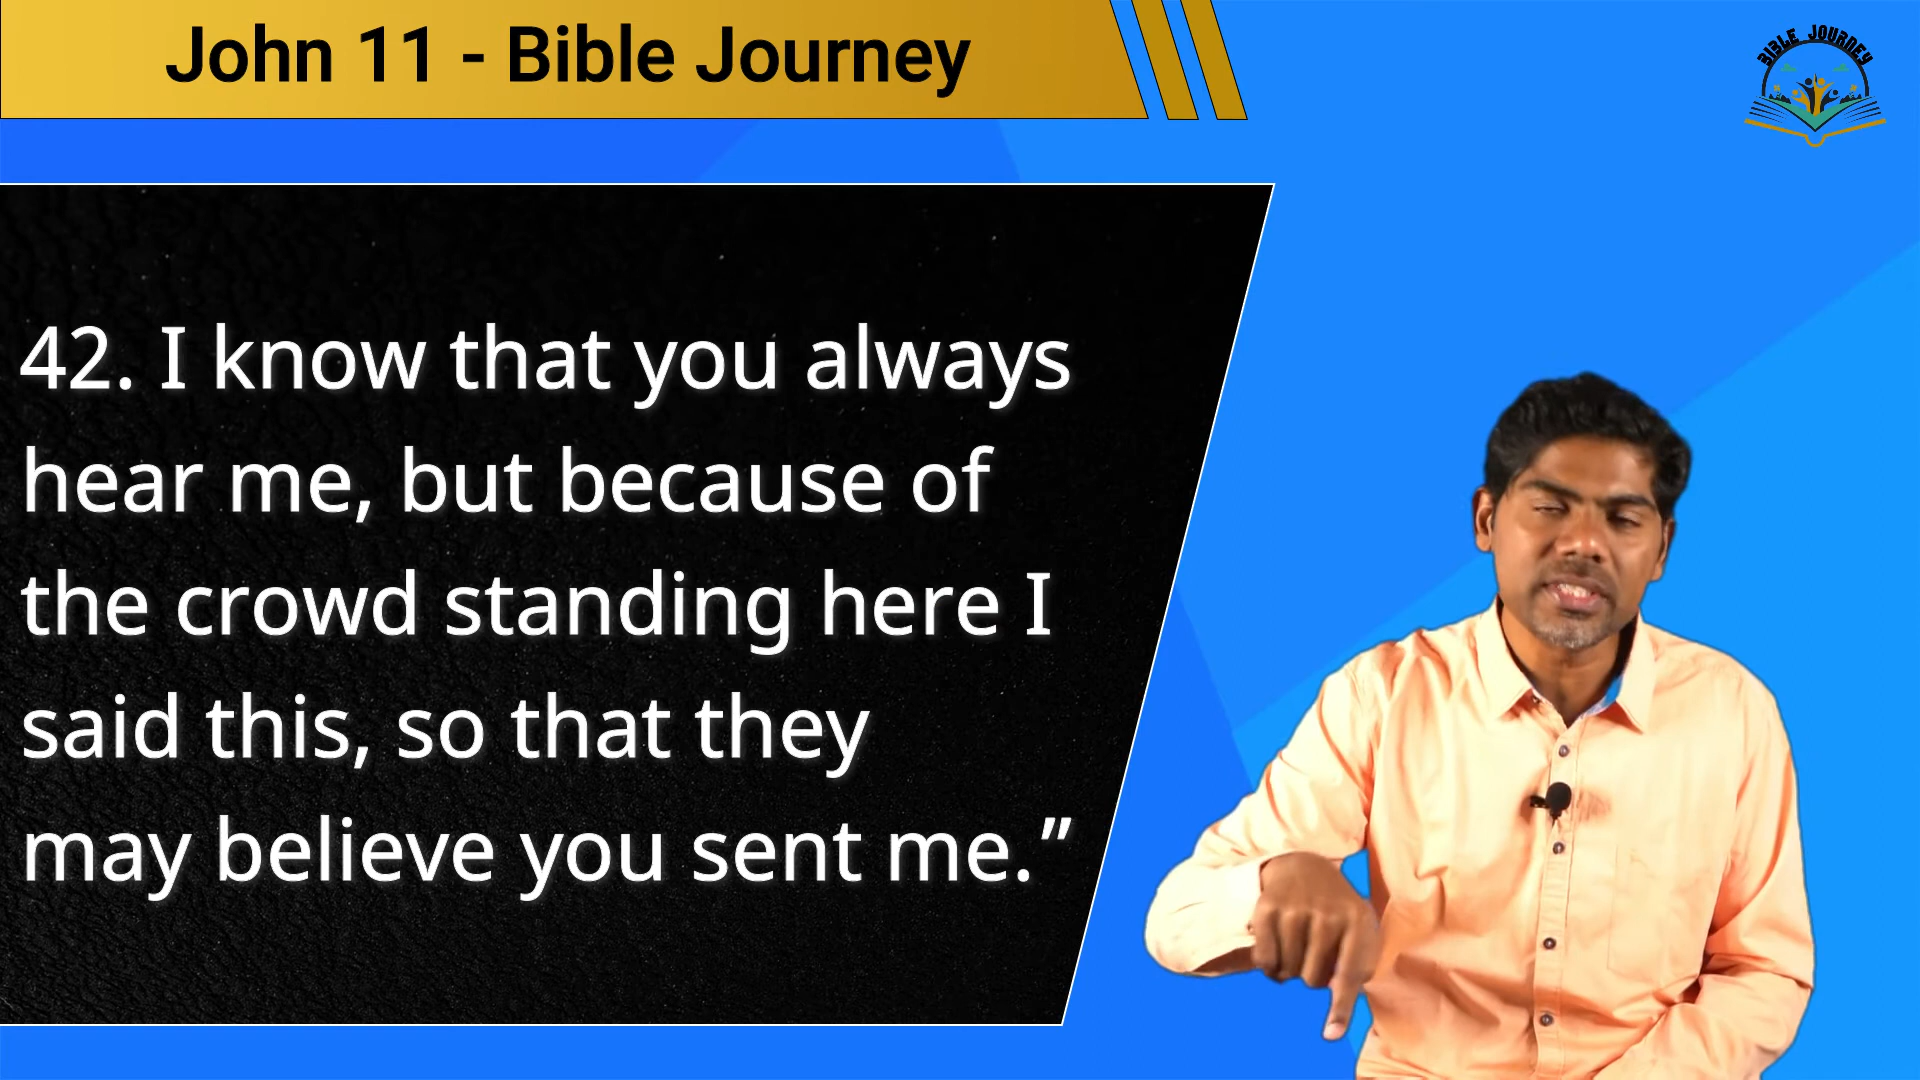 John 11 - Bible Journey
BIBLE JOURNEY
42. I know that you always
hear me, but because of
the crowd standing here I
said this, so that they
may believe you sent me.”